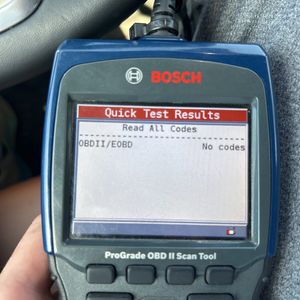 BOSCH
Quick Test Results
Read All Codes
OBDII/EOBD No codes
ProGrade OBD II Scan Tool